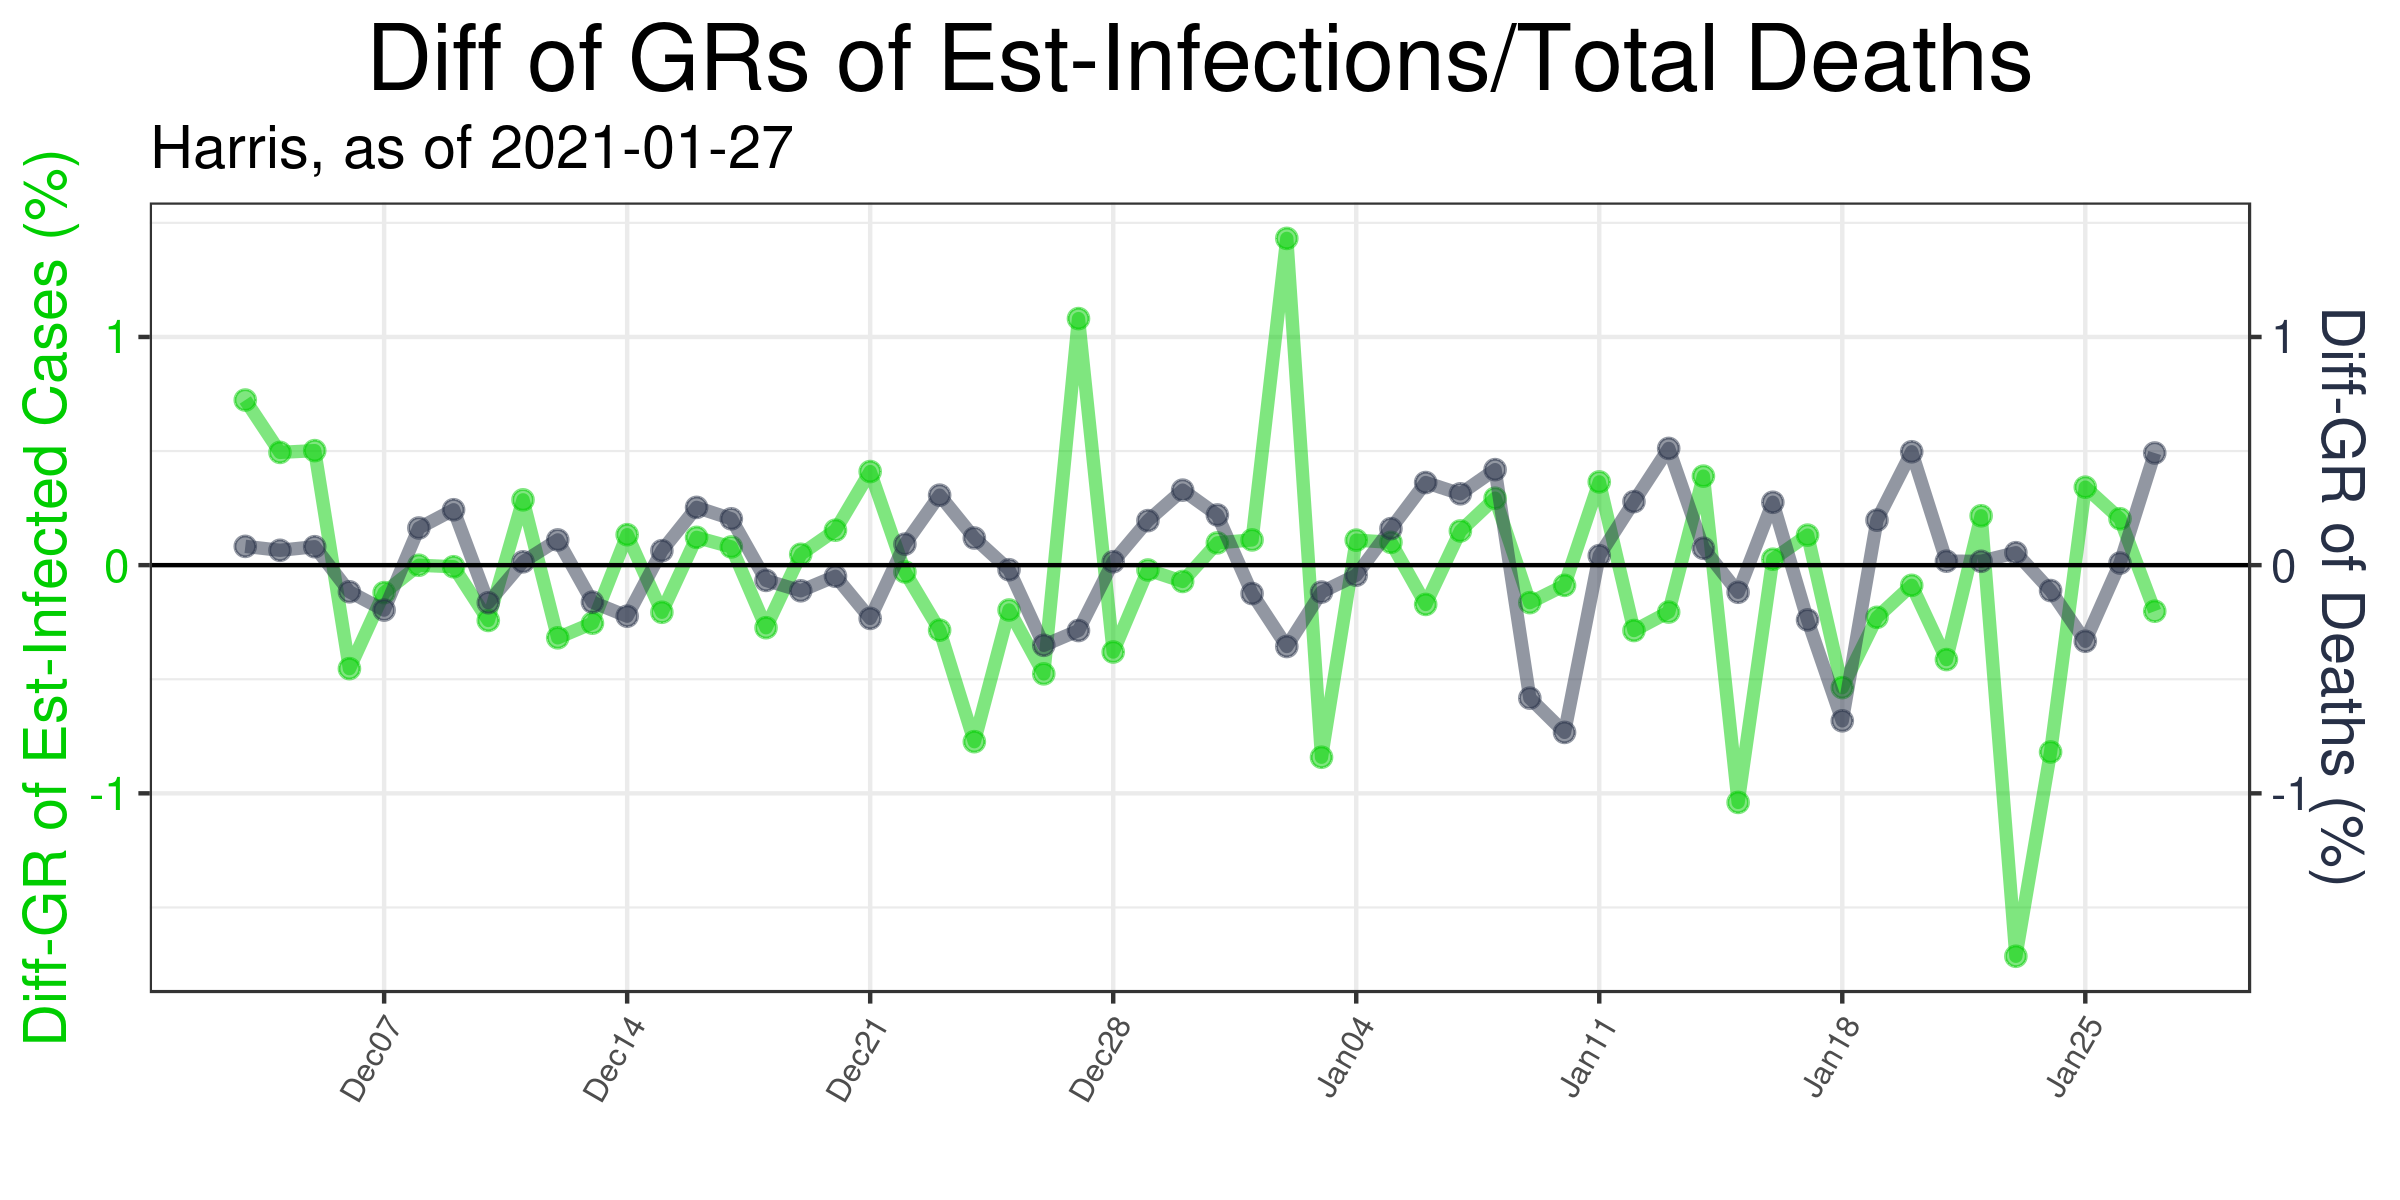 Diff of GRs of Est-Infections/Total Deaths
Harris, as of 2021-01-27
Diff-GR of Est-Infected Cases (%)
1
0
-1
1
0
-1
Diff-GR of Deaths (%)
Dec07
Dec14
Dec21
Dec28
Jan04
Jan11
Jan18
Jan25